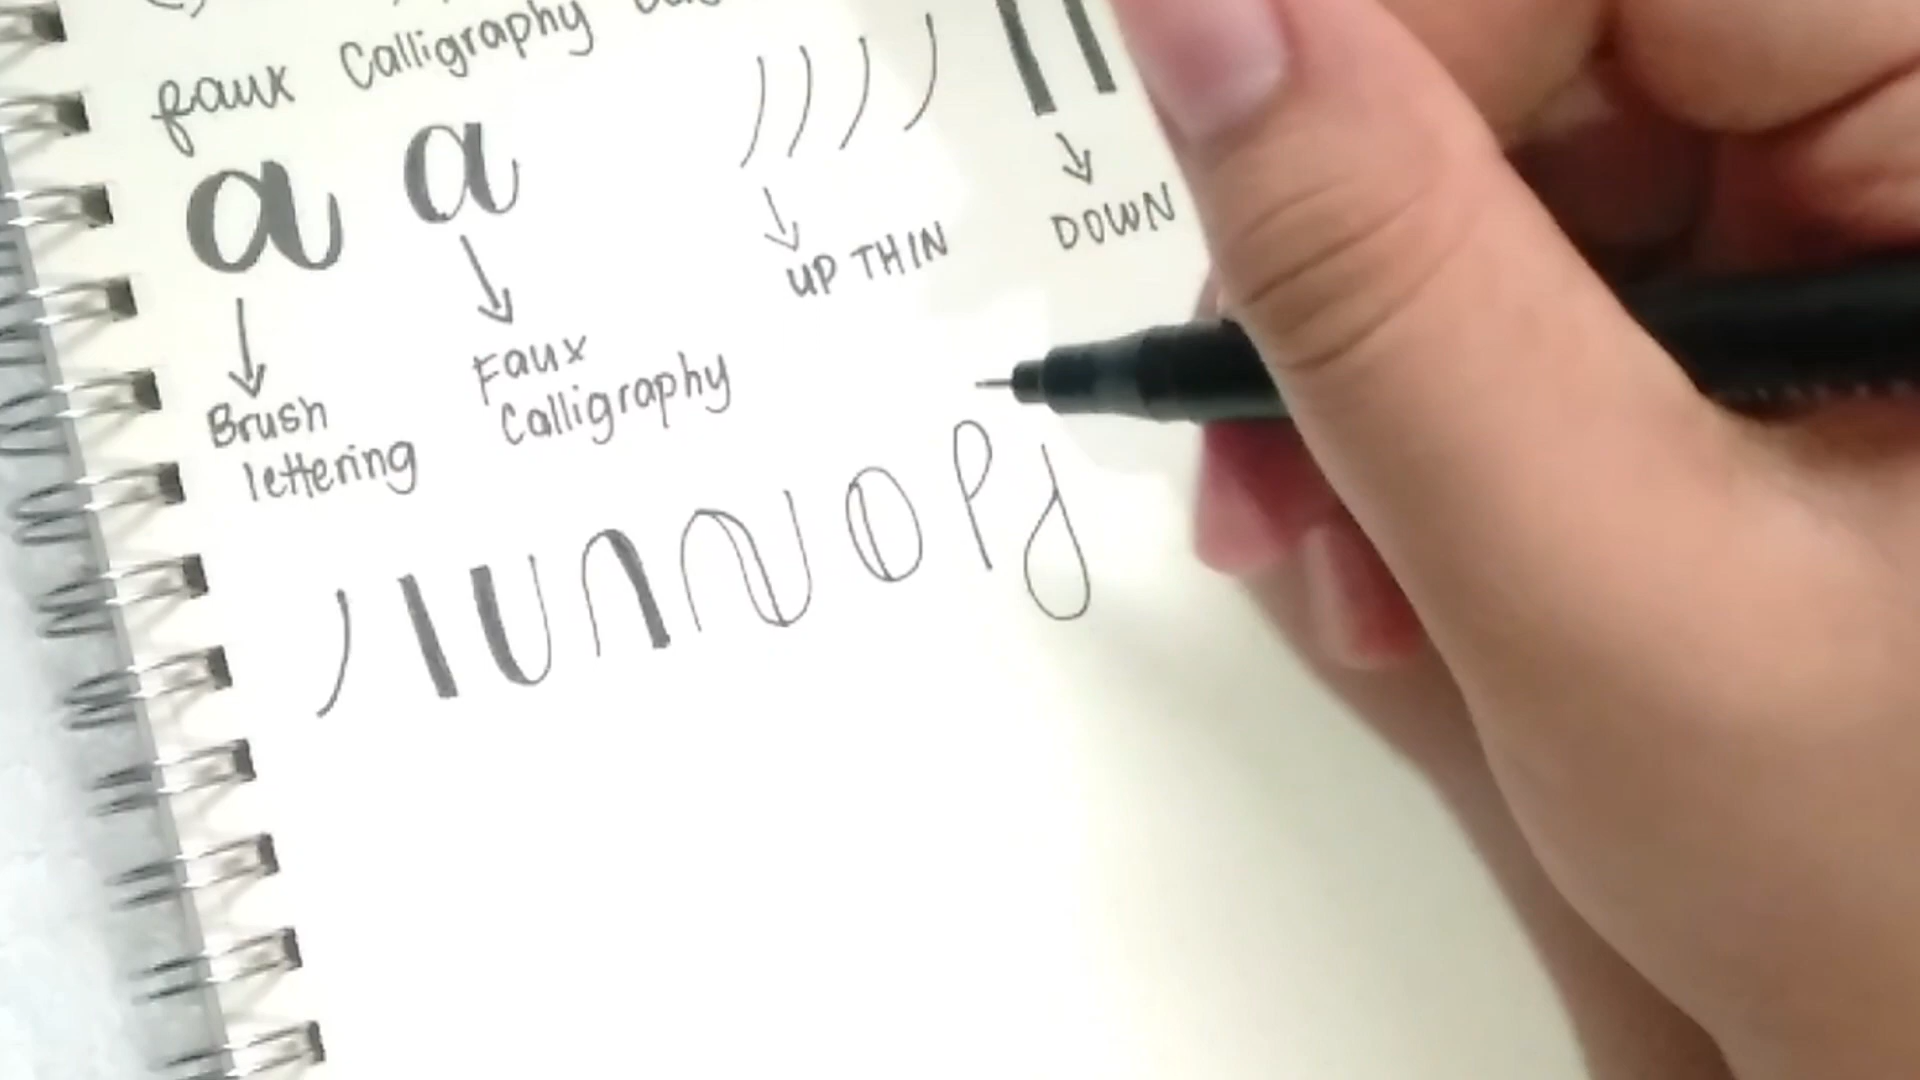 faux Calligraphy
a a
UP THIN
DOWN
Brush
lettering
Faux
Calligraphy